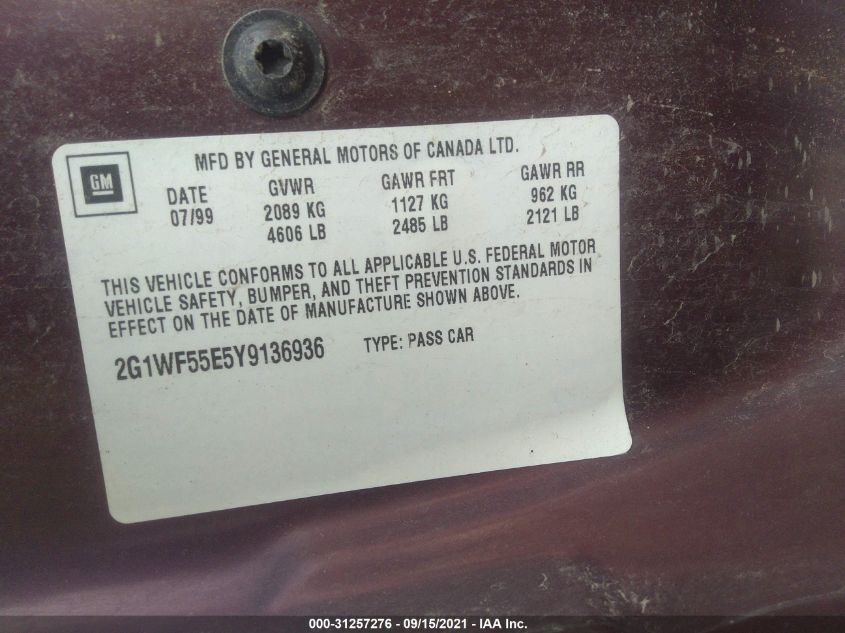 MFD BY GENERAL MOTORS OF CANADA LTD.
GM
DATE GVWR GAWR FRT GAWR RR
07/99 2089 KG 1127 KG 962 KG
4606 LB 2485 LB 2121 LB
THIS VEHICLE CONFORMS TO ALL APPLICABLE U.S. FEDERAL MOTOR
VEHICLE SAFETY, BUMPER, AND THEFT PREVENTION STANDARDS IN
EFFECT ON THE DATE OF MANUFACTURE SHOWN ABOVE.
2G1WF55E5Y9136936 TYPE: PASS CAR
000-31257276 - 09/15/2021 - IAA Inc.